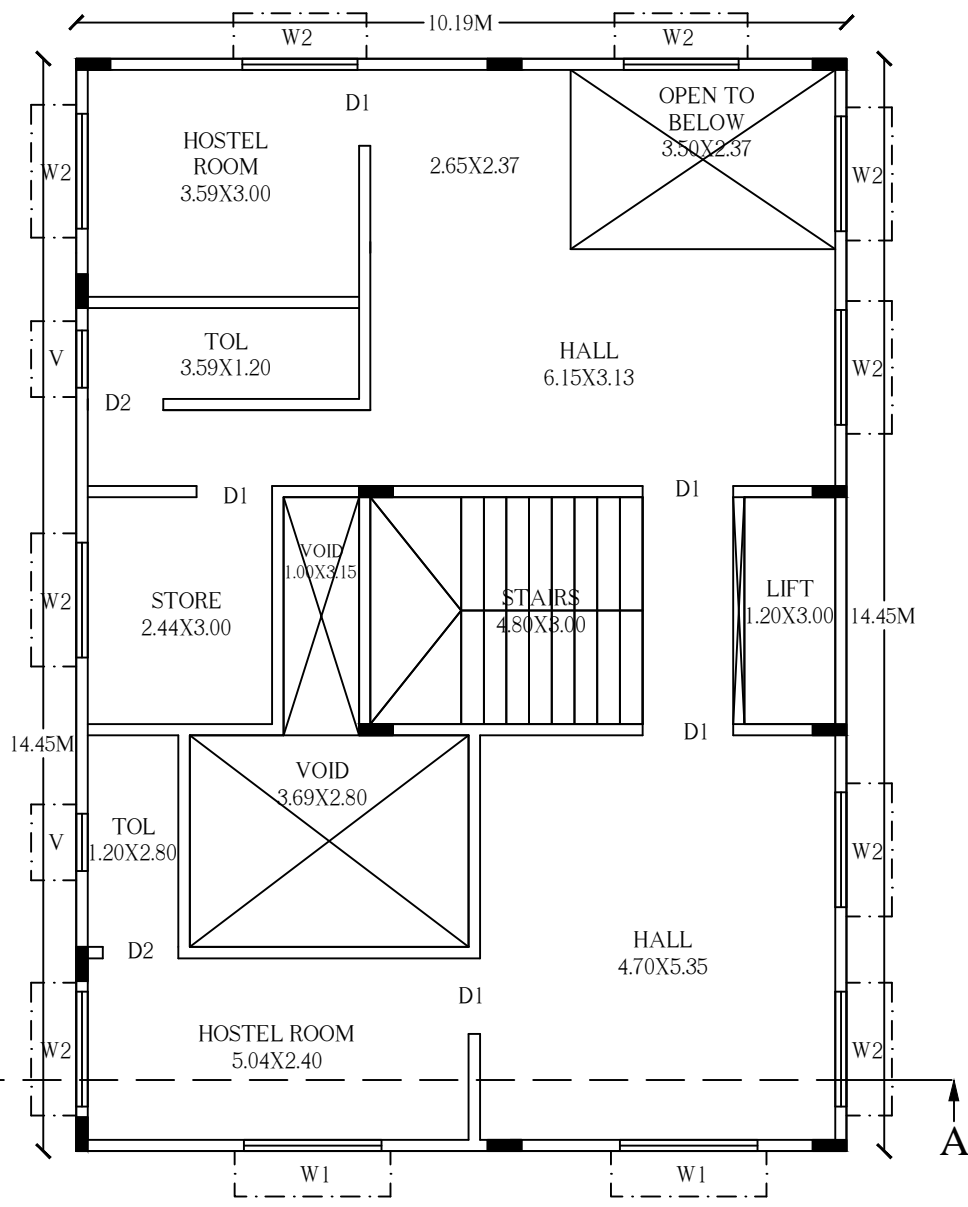 10.19M
W2
W2
D1
OPEN TO
BELOW
3.50X2.37
HOSTEL
ROOM
3.59X3.00
2.65X2.37
W2
W2
TOL
3.59X1.20
HALL
6.15X3.13
V
W2
D2
D1
D1
VOID
1.00X3.15
STORE
2.44X3.00
STAIRS
4.80X3.00
LIFT
1.20X3.00
W2
14.45M
14.45M
D1
VOID
3.69X2.80
TOL
1.20X2.80
V
W2
D2
HALL
4.70X5.35
D1
HOSTEL ROOM
5.04X2.40
W2
W2
A
W1
W1